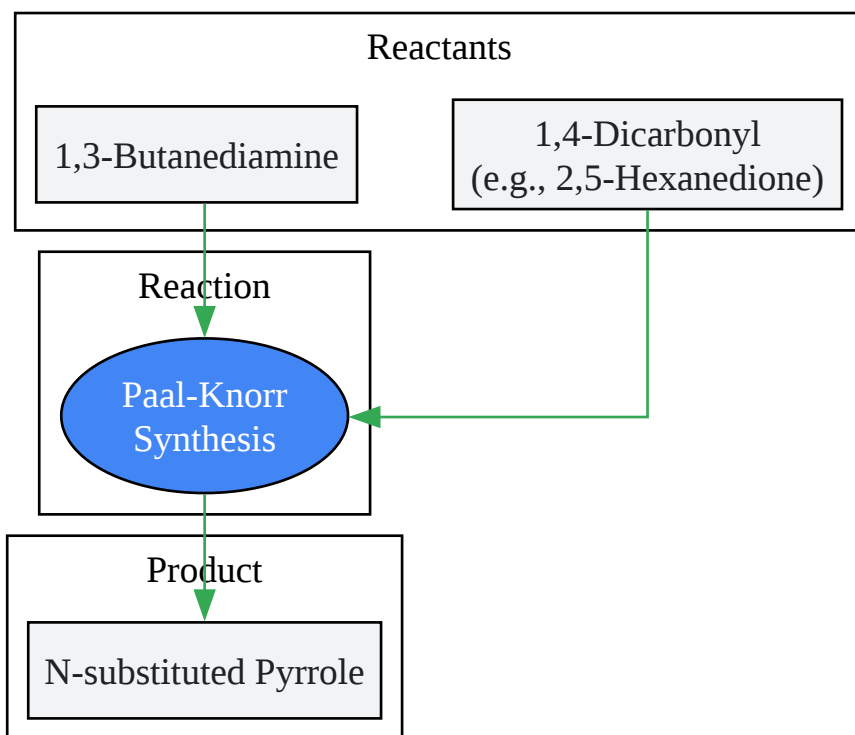 Reactants
1,3-Butanediamine
1,4-Dicarbonyl
(e.g., 2,5-Hexanedione)
Reaction
Paal-Knorr
Synthesis
Product
N-substituted Pyrrole